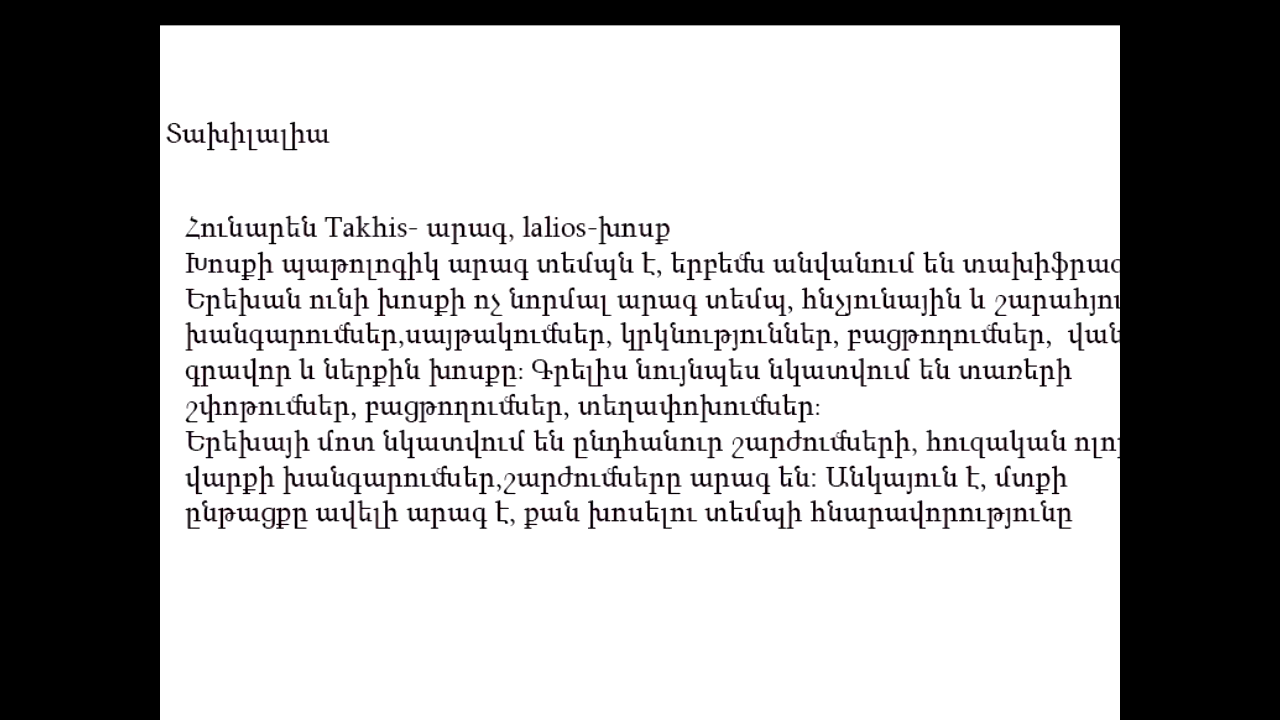 Տախիլալիա
Հունարեն Takhis- արագ, lalios-խոսք
Խոսքի պաթոլոգիկ արագ տեմպն է, երբեմն անվանում են
Երեխան ունի խոսքի ոչ նորմալ արագ տեմպ, հնչյունային և
խանգարումներ,սայթակումներ, կրկնություններ, բացթողումներ,
գրավոր և ներքին խոսքը։ Գրելիս նույնպես նկատվում են տառերի
շփոթումներ, բացթողումներ, տեղափոխումներ։
Երեխայի մոտ նկատվում են ընդհանուր շարժումների, հուզական
վարքի խանգարումներ,շարժումները արագ են։ Անկայուն է, մտքի
ընթացքը ավելի արագ է, քան խոսելու տեմպի հնարավորությունը